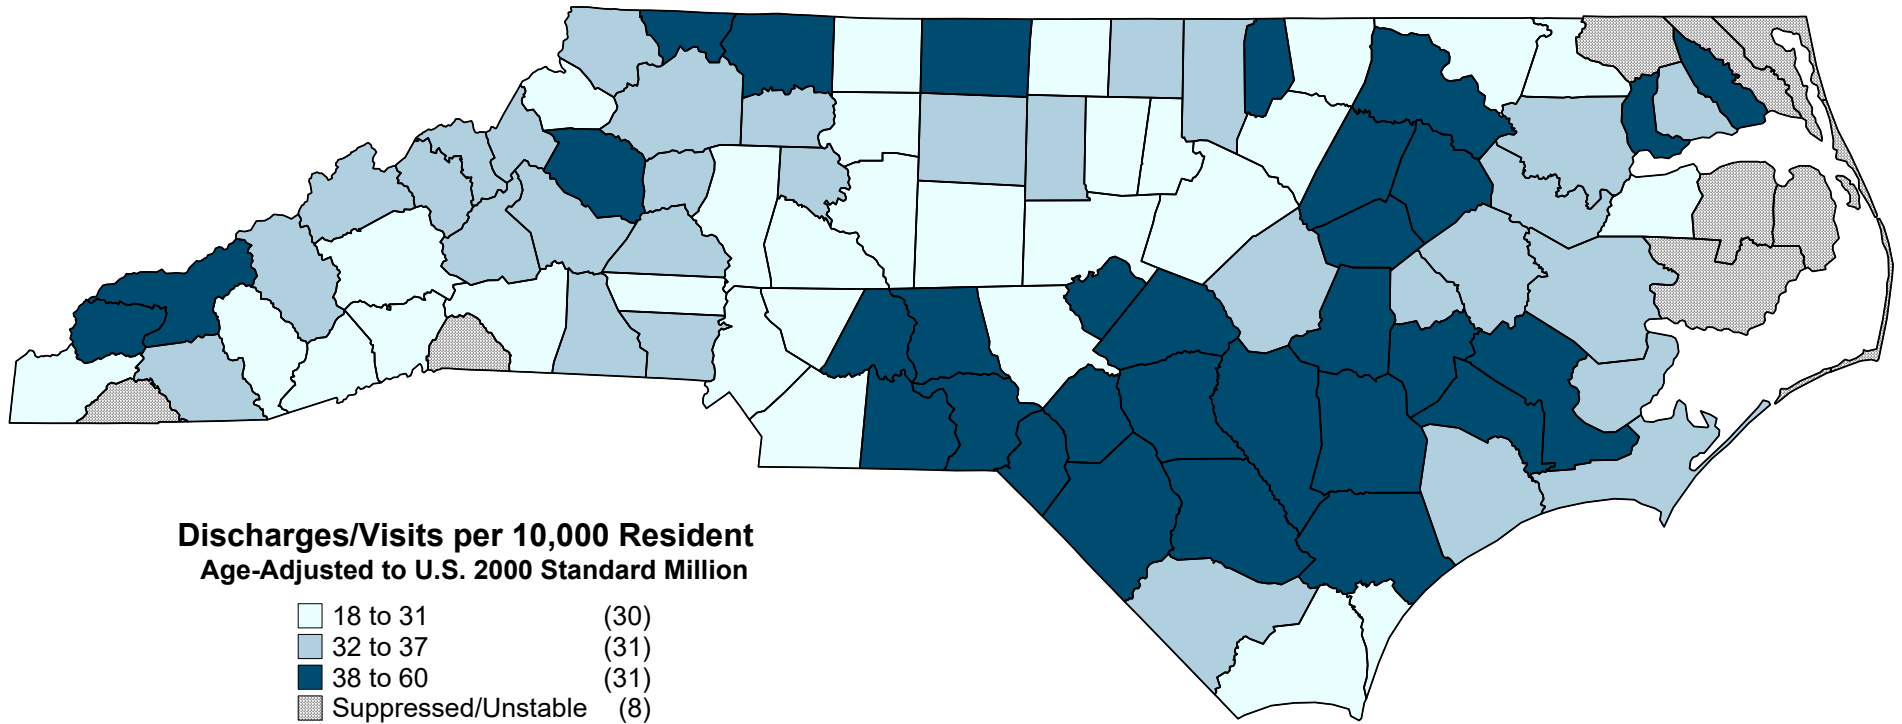 Discharges/Visits per 10,000 Resident
Age-Adjusted to U.S. 2000 Standard Million
18 to 31 (30)
32 to 37 (31)
38 to 60 (31)
Suppressed/Unstable (8)